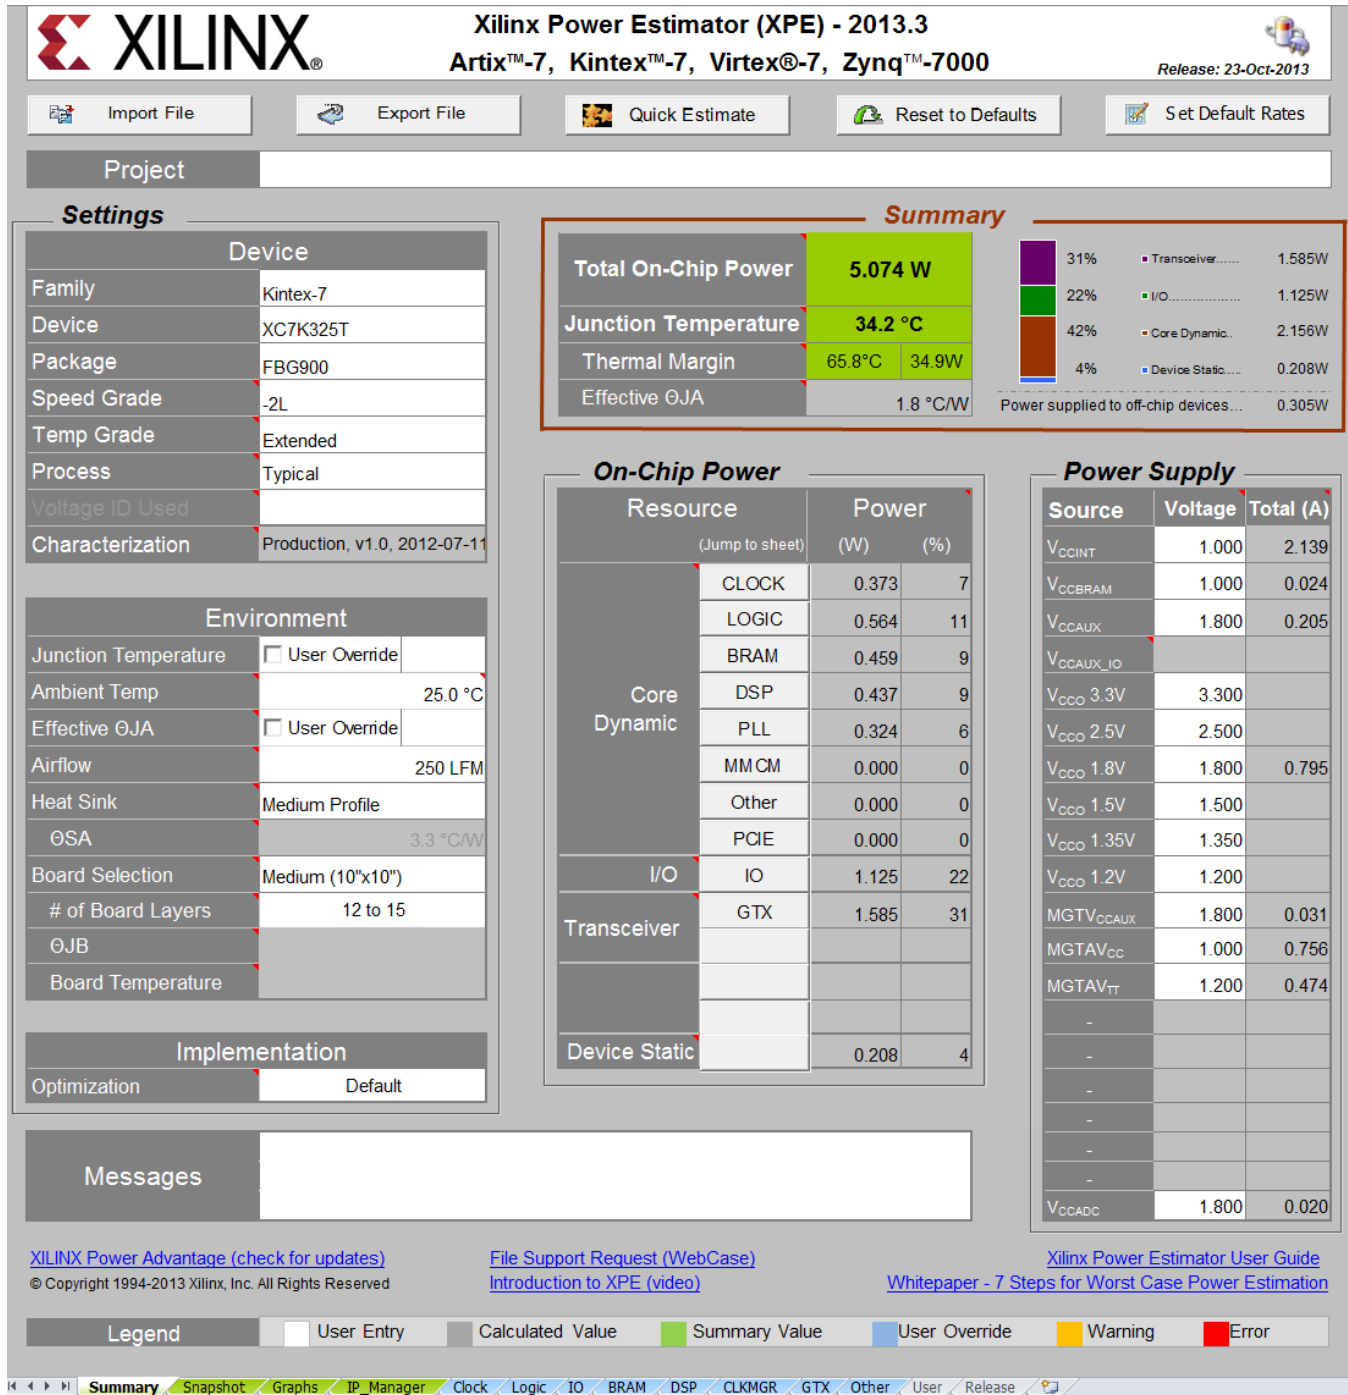 XILINX®
Xilinx Power Estimator (XPE) - 2013.3
Artix™-7, Kintex™-7, Virtex®-7, Zynq™-7000
Release: 23-Oct-2013
Import File
Export File
Quick Estimate
Reset to Defaults
Set Default Rates
Project
Settings
Device
Family Kintex-7
Device XC7K325T
Package FBG900
Speed Grade -2L
Temp Grade Extended
Process Typical
Voltage ID Used
Characterization Production, v1.0, 2012-07-11
Environment
Junction Temperature User Override
Ambient Temp 25.0 °C
Effective ΘJA User Override
Airflow 250 LFM
Heat Sink Medium Profile
ΘSA 3.3 °C/W
Board Selection Medium (10"x10")
# of Board Layers 12 to 15
ΘJB
Board Temperature
Implementation
Optimization Default
Summary
Total On-Chip Power 5.074 W
Junction Temperature 34.2 °C
Thermal Margin 65.8°C 34.9W
Effective ΘJA 1.8 °C/W
31% Transceiver...... 1.585W
22% I/O.................. 1.125W
42% Core Dynamic.. 2.156W
4% Device Static..... 0.208W
Power supplied to off-chip devices... 0.305W
On-Chip Power
Resource Power
(Jump to sheet) (W) (%)
Core Dynamic
CLOCK 0.373 7
LOGIC 0.564 11
BRAM 0.459 9
DSP 0.437 9
PLL 0.324 6
MMCM 0.000 0
Other 0.000 0
PCIE 0.000 0
I/O IO 1.125 22
Transceiver GTX 1.585 31
Device Static 0.208 4
Power Supply
Source Voltage Total (A)
VCCINT 1.000 2.139
VCCBRAM 1.000 0.024
VCCAUX 1.800 0.205
VCCAUX_IO
VCCO 3.3V 3.300
VCCO 2.5V 2.500
VCCO 1.8V 1.800 0.795
VCCO 1.5V 1.500
VCCO 1.35V 1.350
VCCO 1.2V 1.200
MGTVCCAUX 1.800 0.031
MGTAVCC 1.000 0.756
MGTAVTT 1.200 0.474
-
-
-
-
-
-
VCCADC 1.800 0.020
Messages
XILINX Power Advantage (check for updates)
File Support Request (WebCase)
Xilinx Power Estimator User Guide
© Copyright 1994-2013 Xilinx, Inc. All Rights Reserved
Introduction to XPE (video)
Whitepaper - 7 Steps for Worst Case Power Estimation
Legend User Entry Calculated Value Summary Value User Override Warning Error
Summary Snapshot Graphs IP_Manager Clock Logic IO BRAM DSP CLKMGR GTX Other User Release